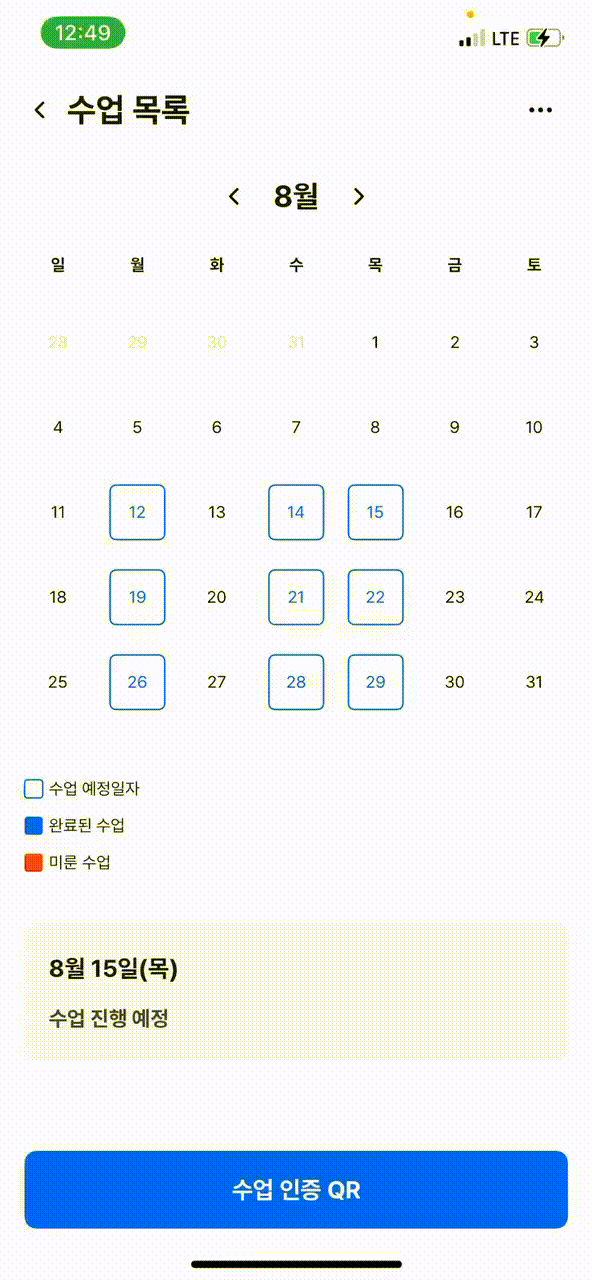 12:49 LTE
수업 목록
8월
일 월 화 수 목 금 토
28 29 30 31 1 2 3
4 5 6 7 8 9 10
11 12 13 14 15 16 17
18 19 20 21 22 23 24
25 26 27 28 29 30 31
수업 예정일자
완료된 수업
미룬 수업
8월 15일(목)
수업 진행 예정
수업 인증 QR